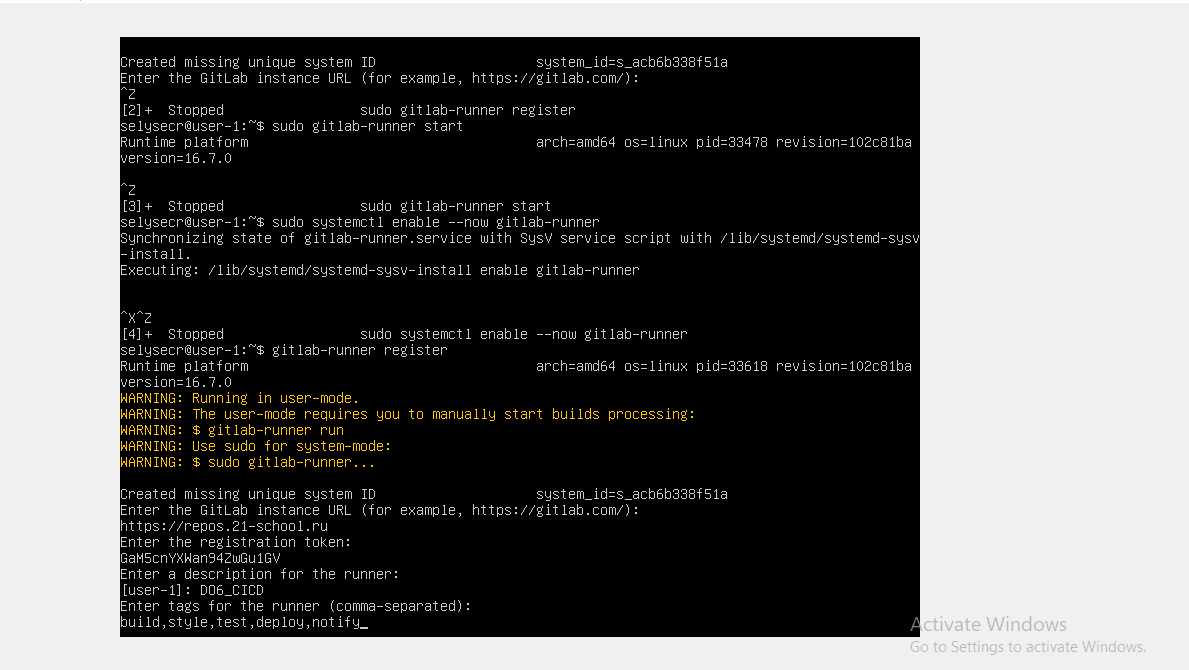 Created missing unique system ID                    system_id=s_acb6b338f51a
Enter the GitLab instance URL (for example, https://gitlab.com/):
^Z
[2]+  Stopped                 sudo gitlab-runner register
selysecr@user-1:~$ sudo gitlab-runner start
Runtime platform                                    arch=amd64 os=linux pid=33478 revision=102c81ba
version=16.7.0
^Z
[3]+  Stopped                 sudo gitlab-runner start
selysecr@user-1:~$ sudo systemctl enable --now gitlab-runner
Synchronizing state of gitlab-runner.service with SysV service script with /lib/systemd/systemd-sysv
-install.
Executing: /lib/systemd/systemd-sysv-install enable gitlab-runner
^X^Z
[4]+  Stopped                 sudo systemctl enable --now gitlab-runner
selysecr@user-1:~$ gitlab-runner register
Runtime platform                                    arch=amd64 os=linux pid=33618 revision=102c81ba
version=16.7.0
WARNING: Running in user-mode.
WARNING: The user-mode requires you to manually start builds processing:
WARNING: $ gitlab-runner run
WARNING: Use sudo for system-mode:
WARNING: $ sudo gitlab-runner...
Created missing unique system ID                    system_id=s_acb6b338f51a
Enter the GitLab instance URL (for example, https://gitlab.com/):
https://repos.21-school.ru
Enter the registration token:
GaM5cnYXWan94ZwGu1GV
Enter a description for the runner:
[user-1]: DO6_CICD
Enter tags for the runner (comma-separated):
build,style,test,deploy,notify_
Activate Windows
Go to Settings to activate Windows.